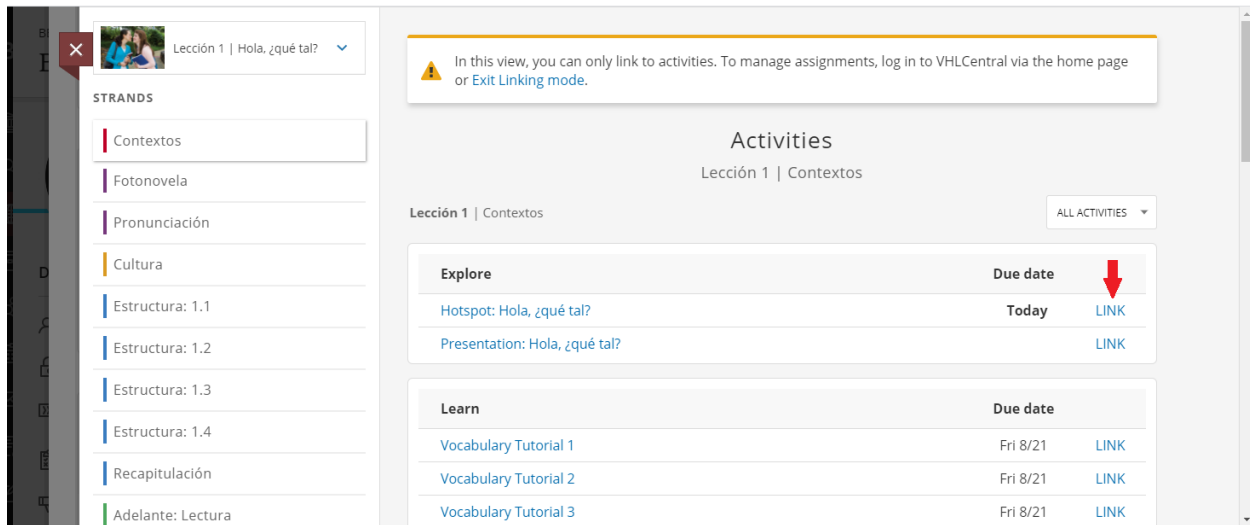 Lección 1 | Hola, ¿qué tal?
STRANDS
Contextos
Fotonovela
Pronunciación
Cultura
Estructura: 1.1
Estructura: 1.2
Estructura: 1.3
Estructura: 1.4
Recapitulación
Adelante: Lectura
In this view, you can only link to activities. To manage assignments, log in to VHLCentral via the home page
or Exit Linking mode.
Activities
Lección 1 | Contextos
Lección 1 | Contextos
ALL ACTIVITIES
Explore Due date
Hotspot: Hola, ¿qué tal? Today LINK
Presentation: Hola, ¿qué tal? LINK
Learn Due date
Vocabulary Tutorial 1 Fri 8/21 LINK
Vocabulary Tutorial 2 Fri 8/21 LINK
Vocabulary Tutorial 3 Fri 8/21 LINK